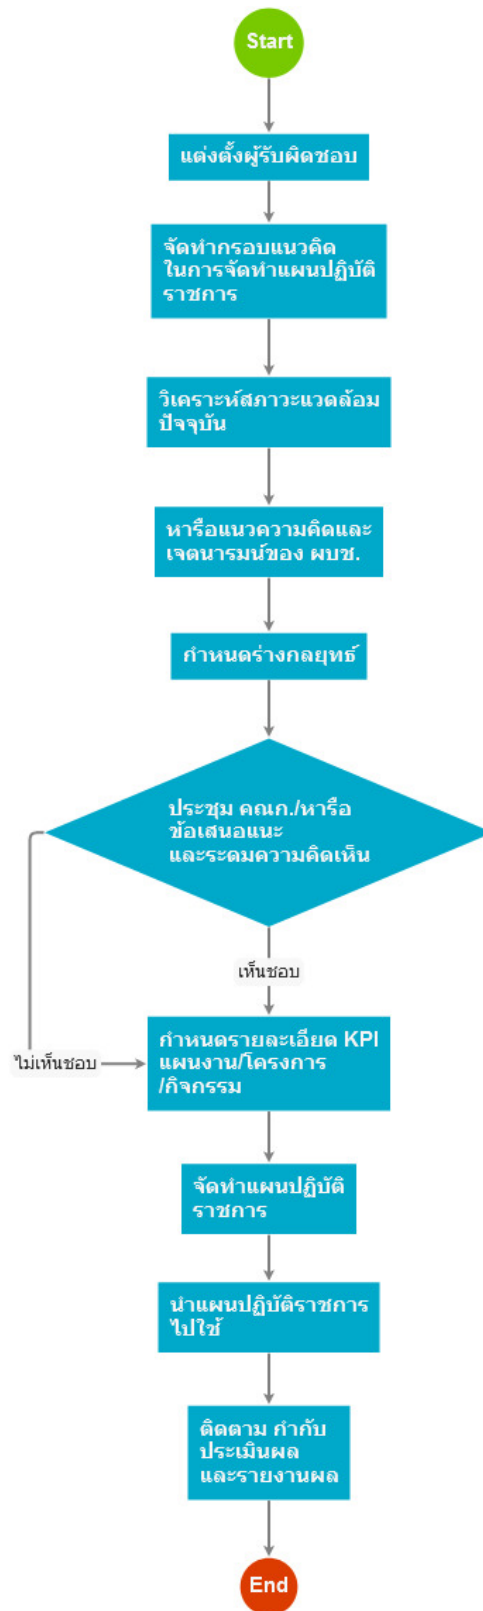 Start
แต่งตั้งผู้รับผิดชอบ
จัดทำกรอบแนวคิด
ในการจัดทำแผนปฏิบัติ
ราชการ
วิเคราะห์สภาวะแวดล้อม
ปัจจุบัน
หารือแนวความคิดและ
เจตนารมน์ของ ผบช.
กำหนดร่างกลยุทธ์
ประชุม คณก./หารือ
ข้อเสนอแนะ
และระดมความคิดเห็น
เห็นชอบ
ไม่เห็นชอบ
กำหนดรายละเอียด KPI
แผนงาน/โครงการ
/กิจกรรม
จัดทำแผนปฏิบัติ
ราชการ
นำแผนปฏิบัติราชการ
ไปใช้
ติดตาม กำกับ
ประเมินผล
และรายงานผล
End